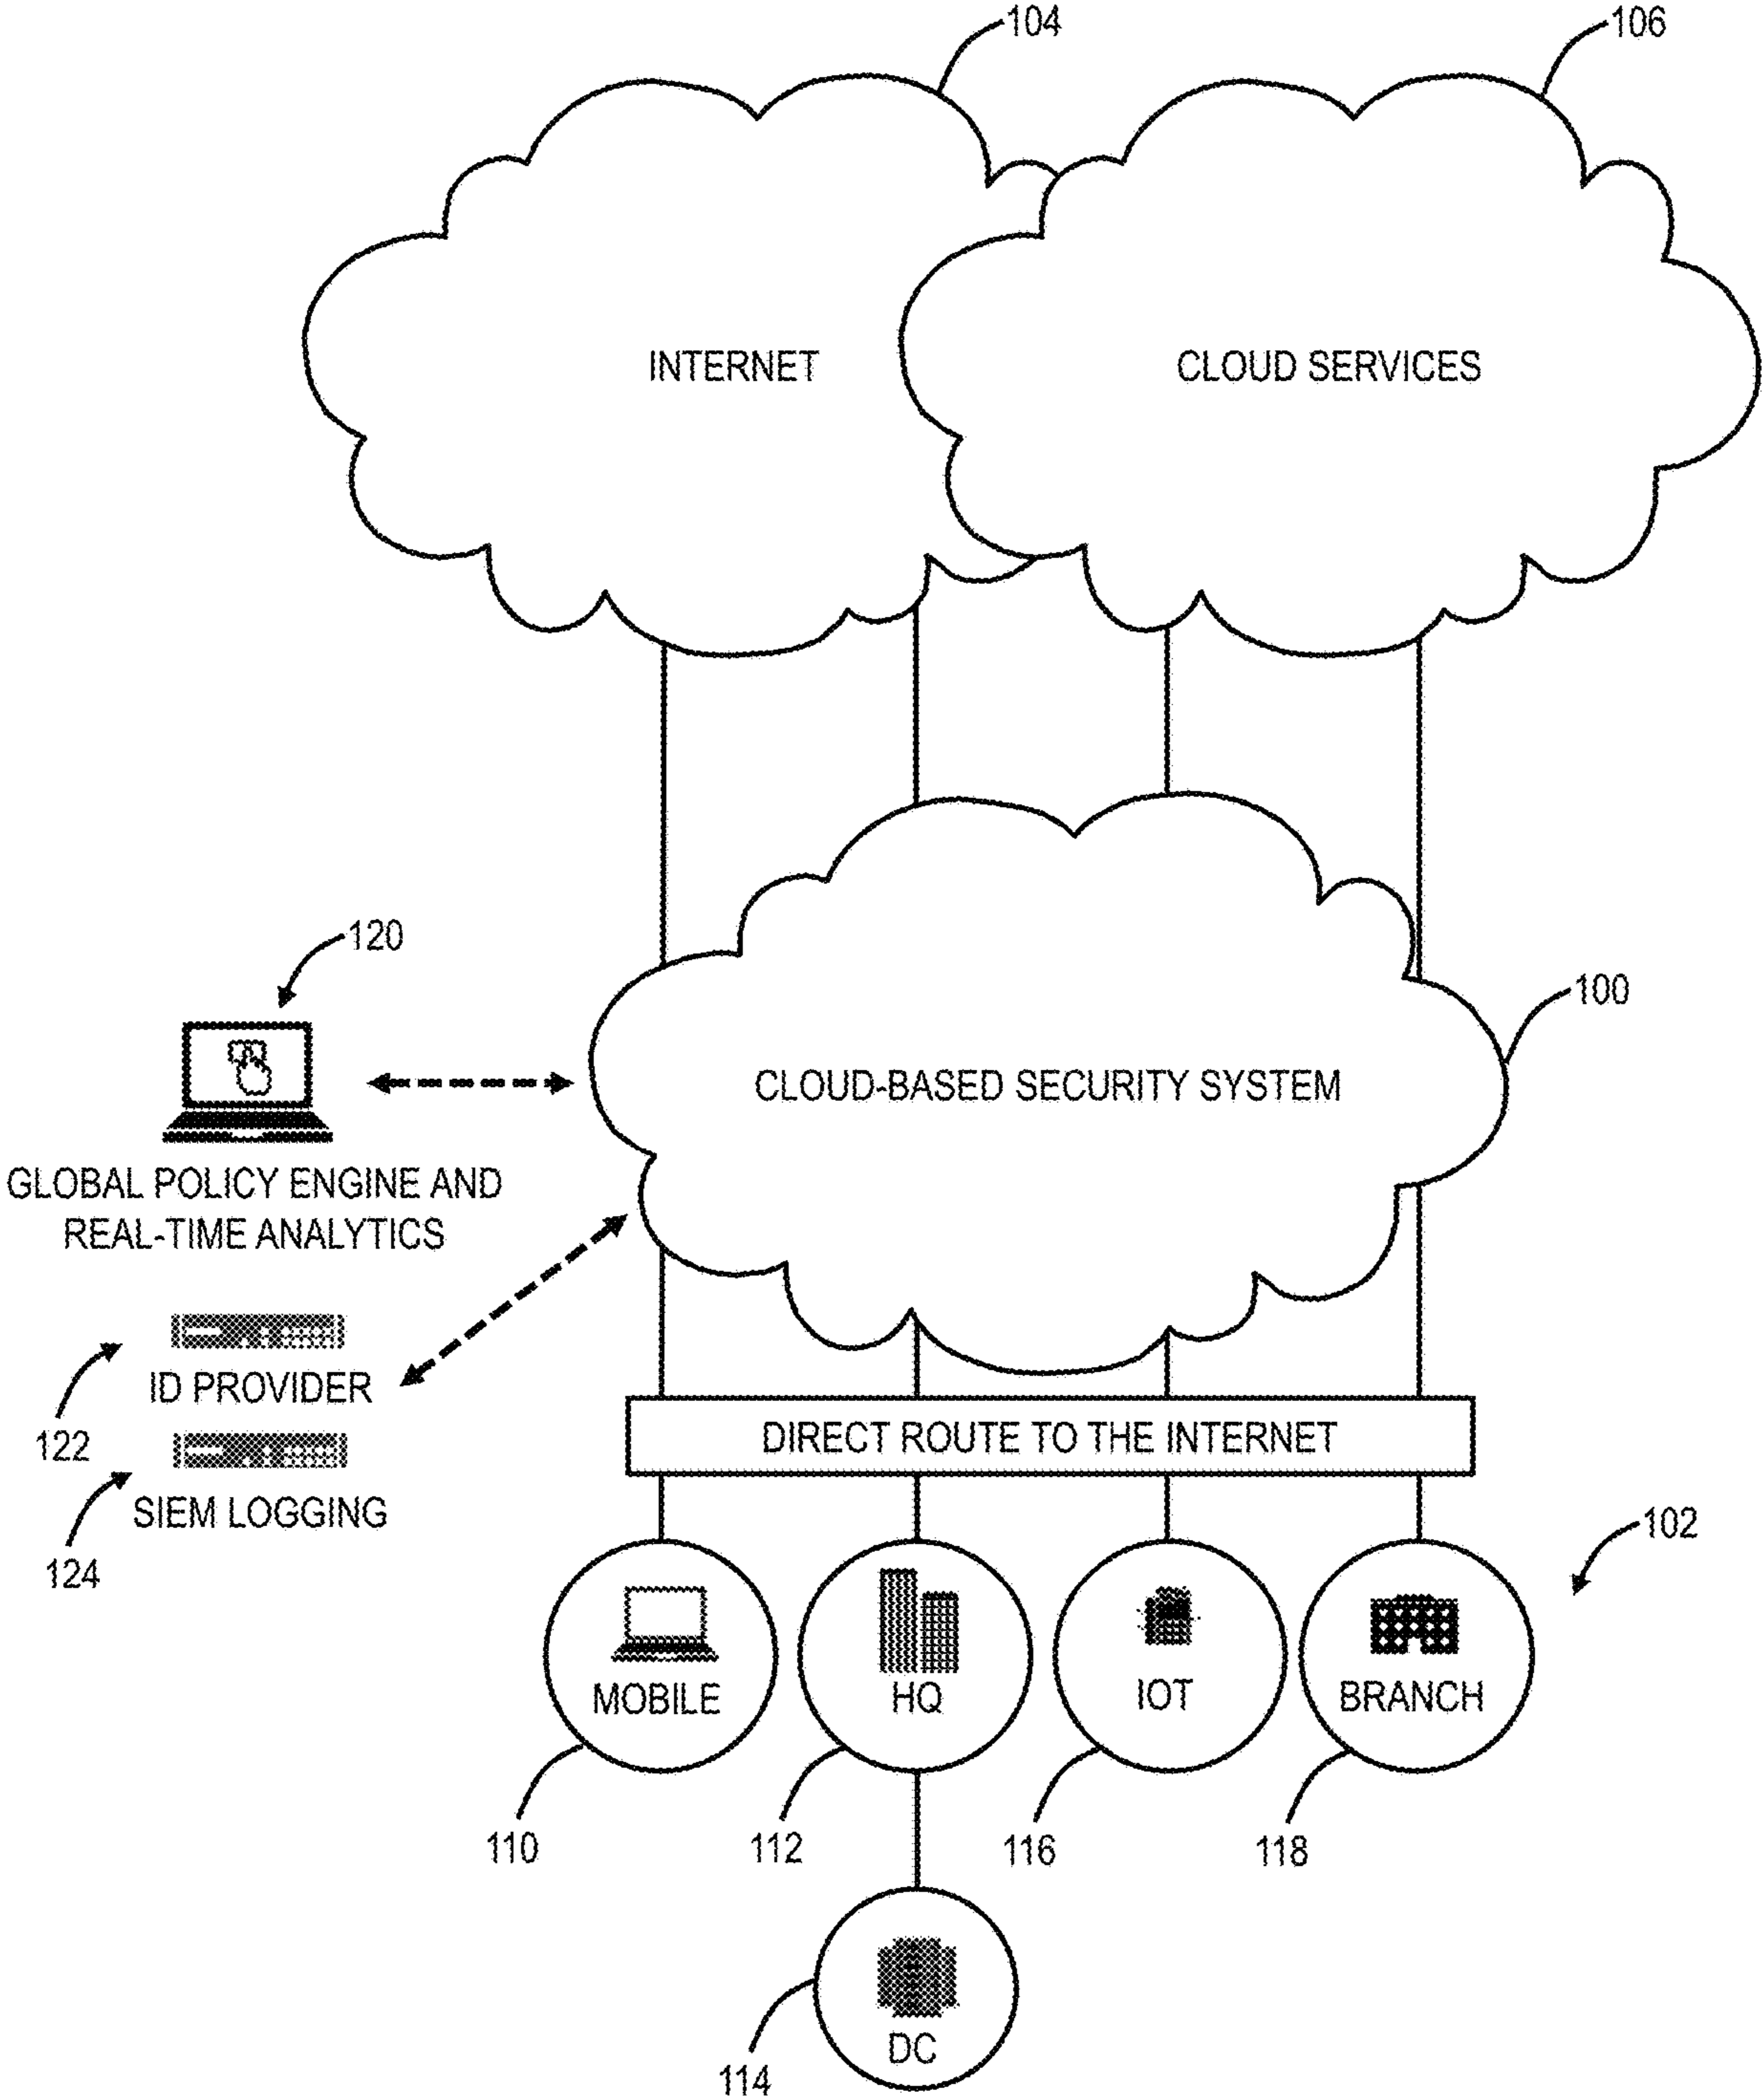 104
106
INTERNET
CLOUD SERVICES
120
100
CLOUD-BASED SECURITY SYSTEM
GLOBAL POLICY ENGINE AND
REAL-TIME ANALYTICS
ID PROVIDER
122
DIRECT ROUTE TO THE INTERNET
SIEM LOGGING
124
102
MOBILE
HQ
IOT
BRANCH
110
112
116
118
DC
114